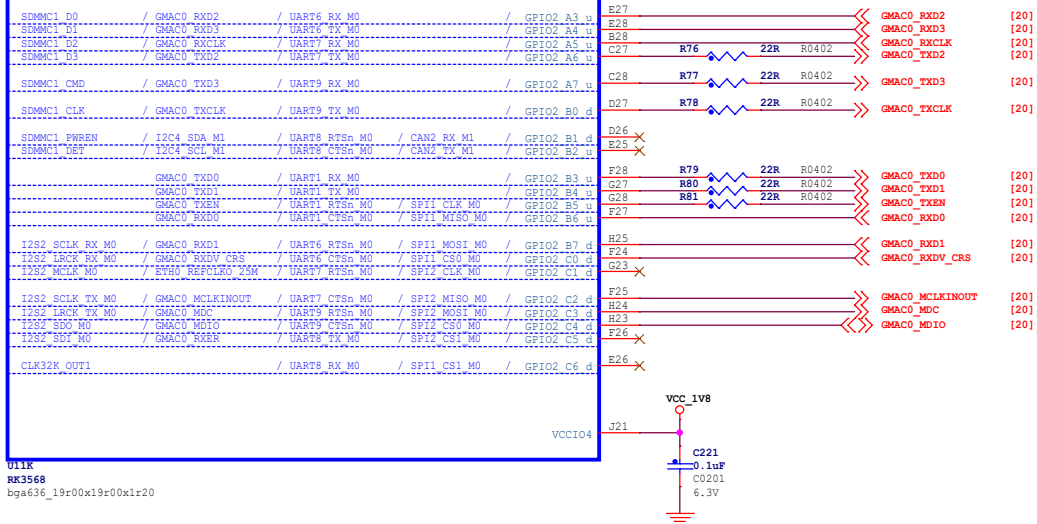 SDMMC1_D0 / GMAC0_RXD2 / UART6_RX_M0 / GPIO2_A3_u E27 GMAC0_RXD2 [20]
SDMMC1_D1 / GMAC0_RXD3 / UART6_TX_M0 / GPIO2_A4_u E28 GMAC0_RXD3 [20]
SDMMC1_D2 / GMAC0_RXCLK / UART7_RX_M0 / GPIO2_A5_u B28 GMAC0_RXCLK [20]
SDMMC1_D3 / GMAC0_TXD2 / UART7_TX_M0 / GPIO2_A6_u C27 R76 22R R0402 GMAC0_TXD2 [20]
SDMMC1_CMD / GMAC0_TXD3 / UART9_RX_M0 / GPIO2_A7_u C28 R77 22R R0402 GMAC0_TXD3 [20]
SDMMC1_CLK / GMAC0_TXCLK / UART9_TX_M0 / GPIO2_B0_d D27 R78 22R R0402 GMAC0_TXCLK [20]
SDMMC1_PWREN / I2C4_SDA_M1 / UART8_RTSn_M0 / CAN2_RX_M1 / GPIO2_B1_d D26
SDMMC1_DET / I2C4_SCL_M1 / UART8_CTSn_M0 / CAN2_TX_M1 / GPIO2_B2_u E25
GMAC0_TXD0 / UART1_RX_M0 / GPIO2_B3_u F28 R79 22R R0402 GMAC0_TXD0 [20]
GMAC0_TXD1 / UART1_TX_M0 / GPIO2_B4_u G27 R80 22R R0402 GMAC0_TXD1 [20]
GMAC0_TXEN / UART1_RTSn_M0 / SPI1_CLK_M0 / GPIO2_B5_u G28 R81 22R R0402 GMAC0_TXEN [20]
GMAC0_RXD0 / UART1_CTSn_M0 / SPI1_MISO_M0 / GPIO2_B6_u F27 GMAC0_RXD0 [20]
I2S2_SCLK_RX_M0 / GMAC0_RXD1 / UART6_RTSn_M0 / SPI1_MOSI_M0 / GPIO2_B7_d H25 GMAC0_RXD1 [20]
I2S2_LRCK_RX_M0 / GMAC0_RXDV_CRS / UART6_CTSn_M0 / SPI1_CS0_M0 / GPIO2_C0_d F24 GMAC0_RXDV_CRS [20]
I2S2_MCLK_M0 / ETH0_REFCLKO_25M / UART7_RTSn_M0 / SPI2_CLK_M0 / GPIO2_C1_d G23
I2S2_SCLK_TX_M0 / GMAC0_MCLKINOUT / UART7_CTSn_M0 / SPI2_MISO_M0 / GPIO2_C2_d F25 GMAC0_MCLKINOUT [20]
I2S2_LRCK_TX_M0 / GMAC0_MDC / UART9_RTSn_M0 / SPI2_MOSI_M0 / GPIO2_C3_d H24 GMAC0_MDC [20]
I2S2_SDO_M0 / GMAC0_MDIO / UART9_CTSn_M0 / SPI2_CS0_M0 / GPIO2_C4_d H23 GMAC0_MDIO [20]
I2S2_SDI_M0 / GMAC0_RXER / UART8_TX_M0 / SPI2_CS1_M0 / GPIO2_C5_d F26
CLK32K_OUT1 / UART8_RX_M0 / SPI1_CS1_M0 / GPIO2_C6_d E26
VCC_1V8
VCCIO4 J21
C221
0.1uF
C0201
6.3V
U11K
RK3568
bga636_19r00x19r00x1r20